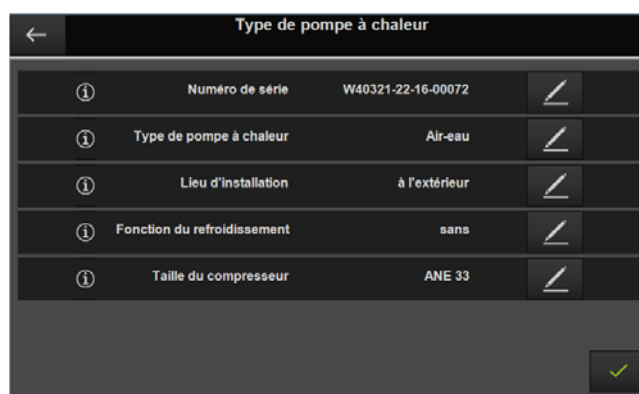 Type de pompe à chaleur
Numéro de série W40321-22-16-00072
Type de pompe à chaleur Air-eau
Lieu d'installation à l'extérieur
Fonction du refroidissement sans
Taille du compresseur ANE 33